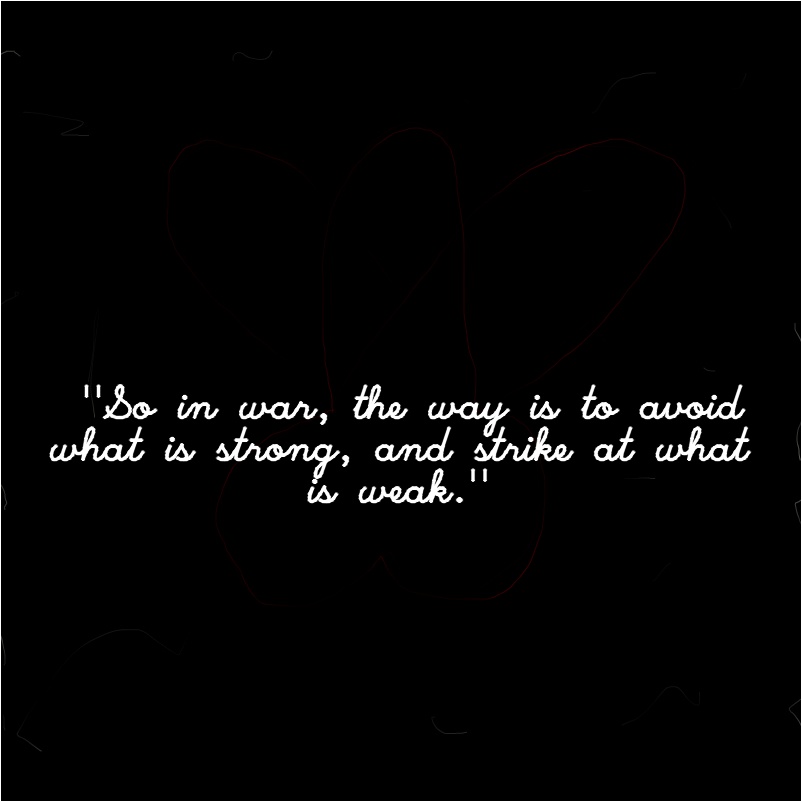 "So in war, the way is to avoid
what is strong, and strike at what
is weak."